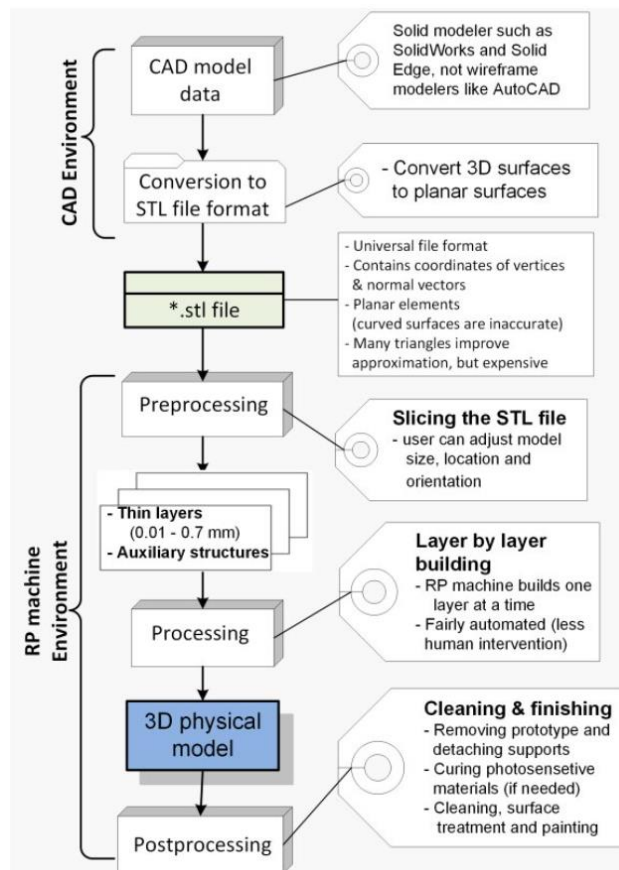 CAD Environment
CAD model
data
Solid modeler such as
SolidWorks and Solid
Edge, not wireframe
modelers like AutoCAD
Conversion to
STL file format
- Convert 3D surfaces
to planar surfaces
*.stl file
- Universal file format
- Contains coordinates of vertices
& normal vectors
- Planar elements
(curved surfaces are inaccurate)
- Many triangles improve
approximation, but expensive
RP machine
Environment
Preprocessing
Slicing the STL file
- user can adjust model
size, location and
orientation
- Thin layers
(0.01 - 0.7 mm)
- Auxiliary structures
Layer by layer
building
- RP machine builds one
layer at a time
- Fairly automated (less
human intervention)
Processing
3D physical
model
Cleaning & finishing
- Removing prototype and
detaching supports
- Curing photosensetive
materials (if needed)
- Cleaning, surface
treatment and painting
Postprocessing